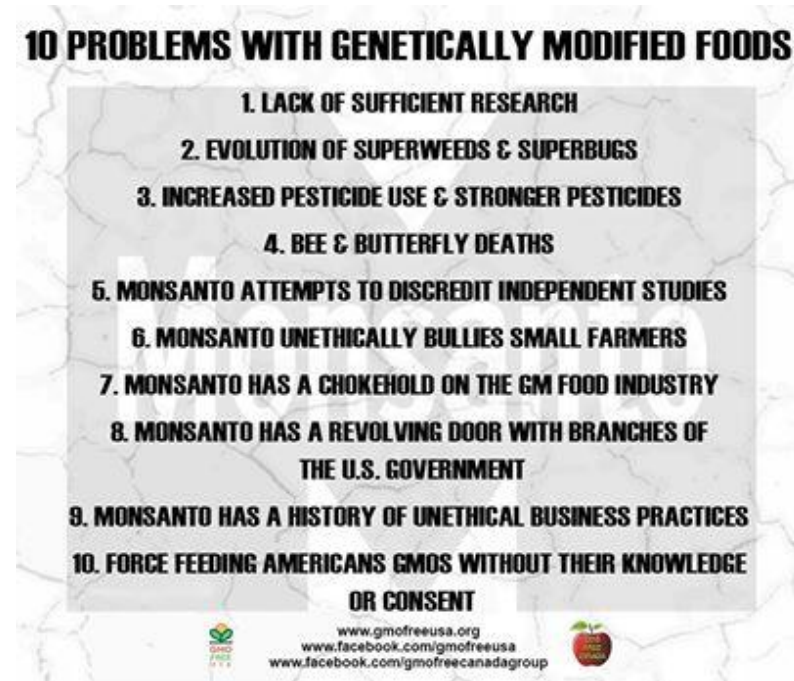 10 PROBLEMS WITH GENETICALLY MODIFIED FOODS
1. LACK OF SUFFICIENT RESEARCH
2. EVOLUTION OF SUPERWEEDS & SUPERBUGS
3. INCREASED PESTICIDE USE & STRONGER PESTICIDES
4. BEE & BUTTERFLY DEATHS
5. MONSANTO ATTEMPTS TO DISCREDIT INDEPENDENT STUDIES
6. MONSANTO UNETHICALLY BULLIES SMALL FARMERS
7. MONSANTO HAS A CHOKEHOLD ON THE GM FOOD INDUSTRY
8. MONSANTO HAS A REVOLVING DOOR WITH BRANCHES OF
THE U.S. GOVERNMENT
9. MONSANTO HAS A HISTORY OF UNETHICAL BUSINESS PRACTICES
10. FORCE FEEDING AMERICANS GMOS WITHOUT THEIR KNOWLEDGE
OR CONSENT
Monsanto
www.gmofreeusa.org
www.facebook.com/gmofreeusa
www.facebook.com/gmofreecanadagroup
GMO
FREE
USA